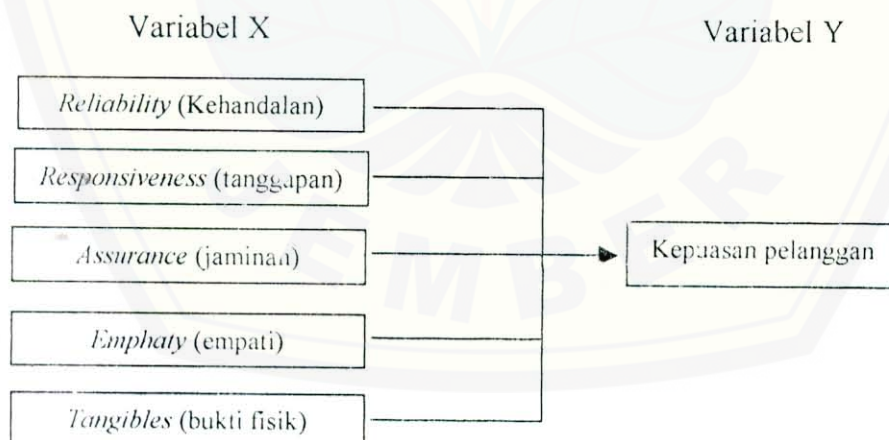 Variabel X
Variabel Y
Reliability (Kehandalan)
Responsiveness (tanggapan)
Assurance (jaminan)
Kepuasan pelanggan
Emphaty (empati)
Tangibles (bukti fisik)